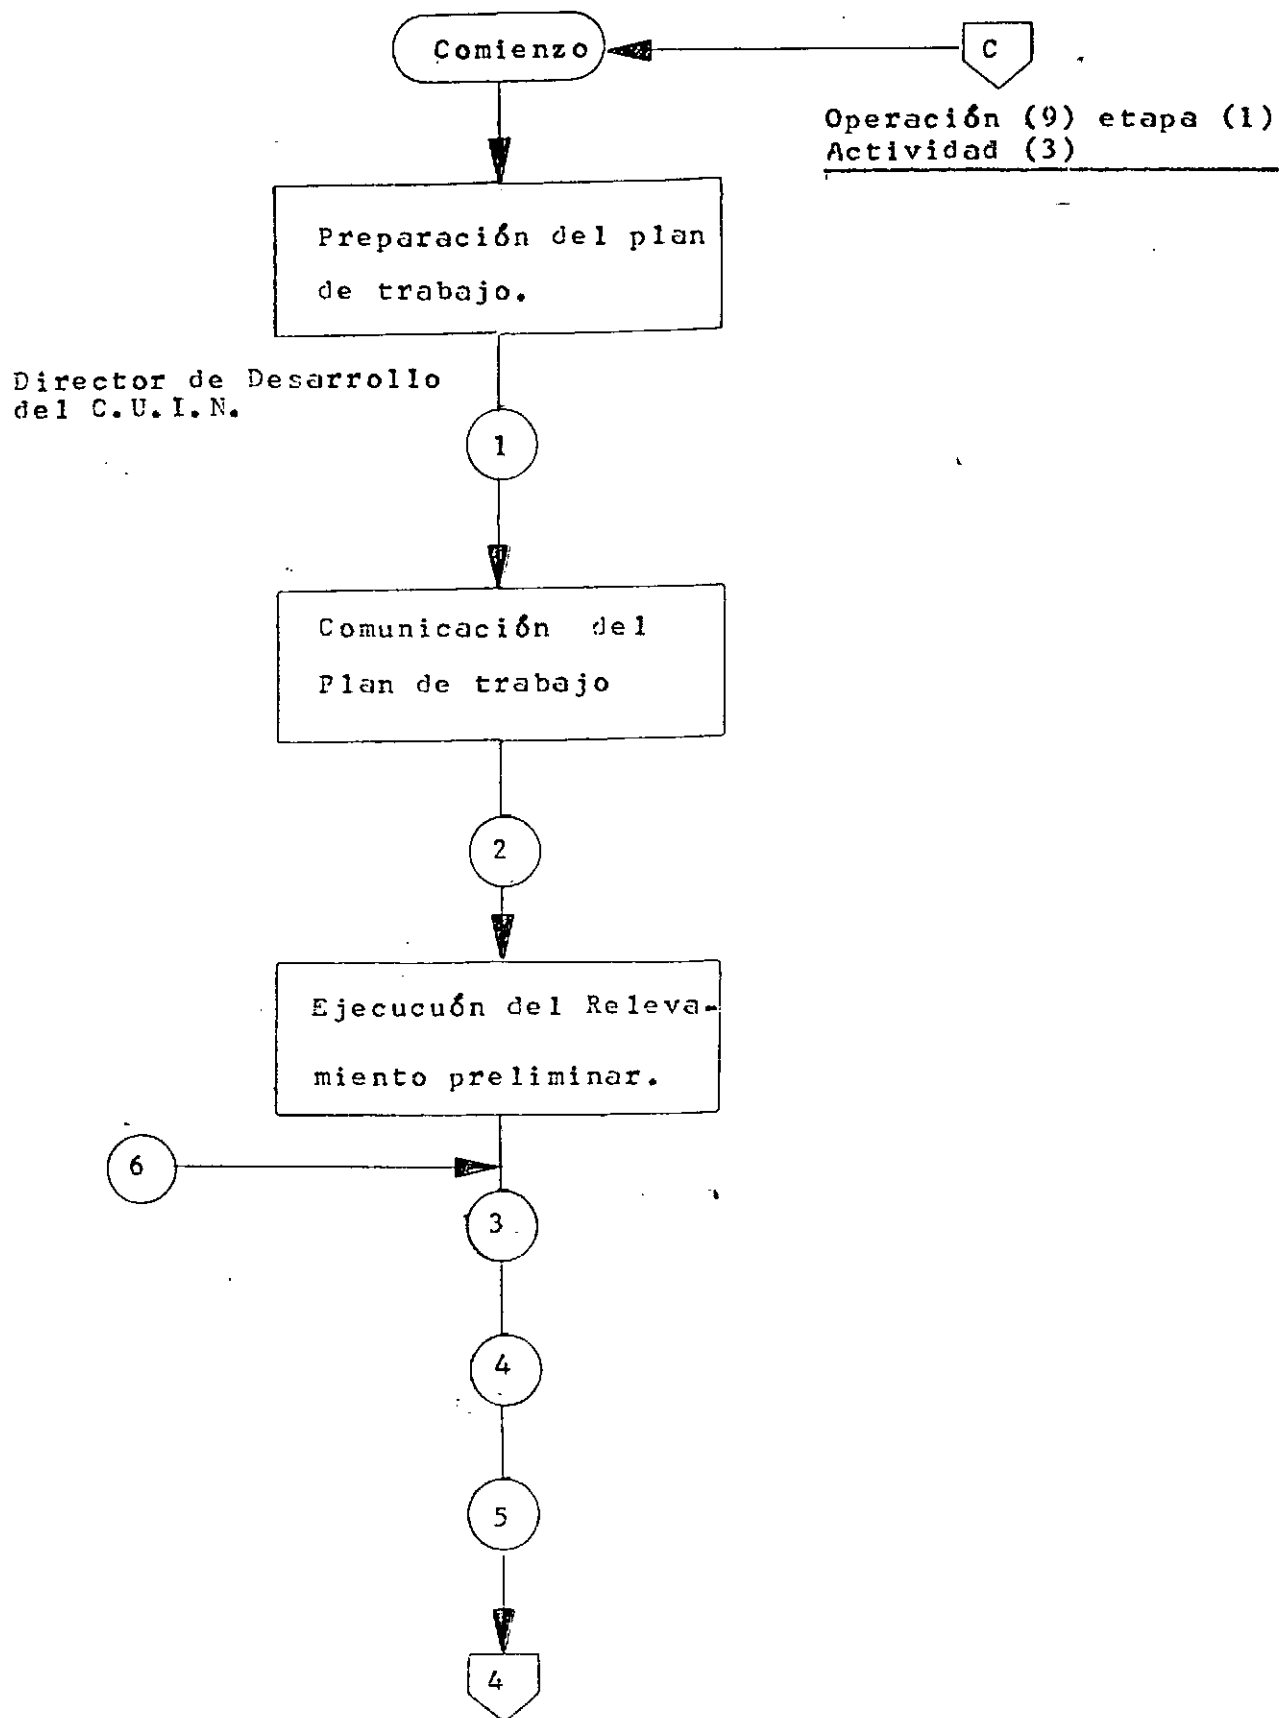 Comienzo
C
Operación (9) etapa (1)
Actividad (3)
Preparación del plan
de trabajo.
Director de Desarrollo
del C.U.I.N.
1
Comunicación del
Plan de trabajo
2
Ejecucuón del Releva-
miento preliminar.
6
3
4
5
4